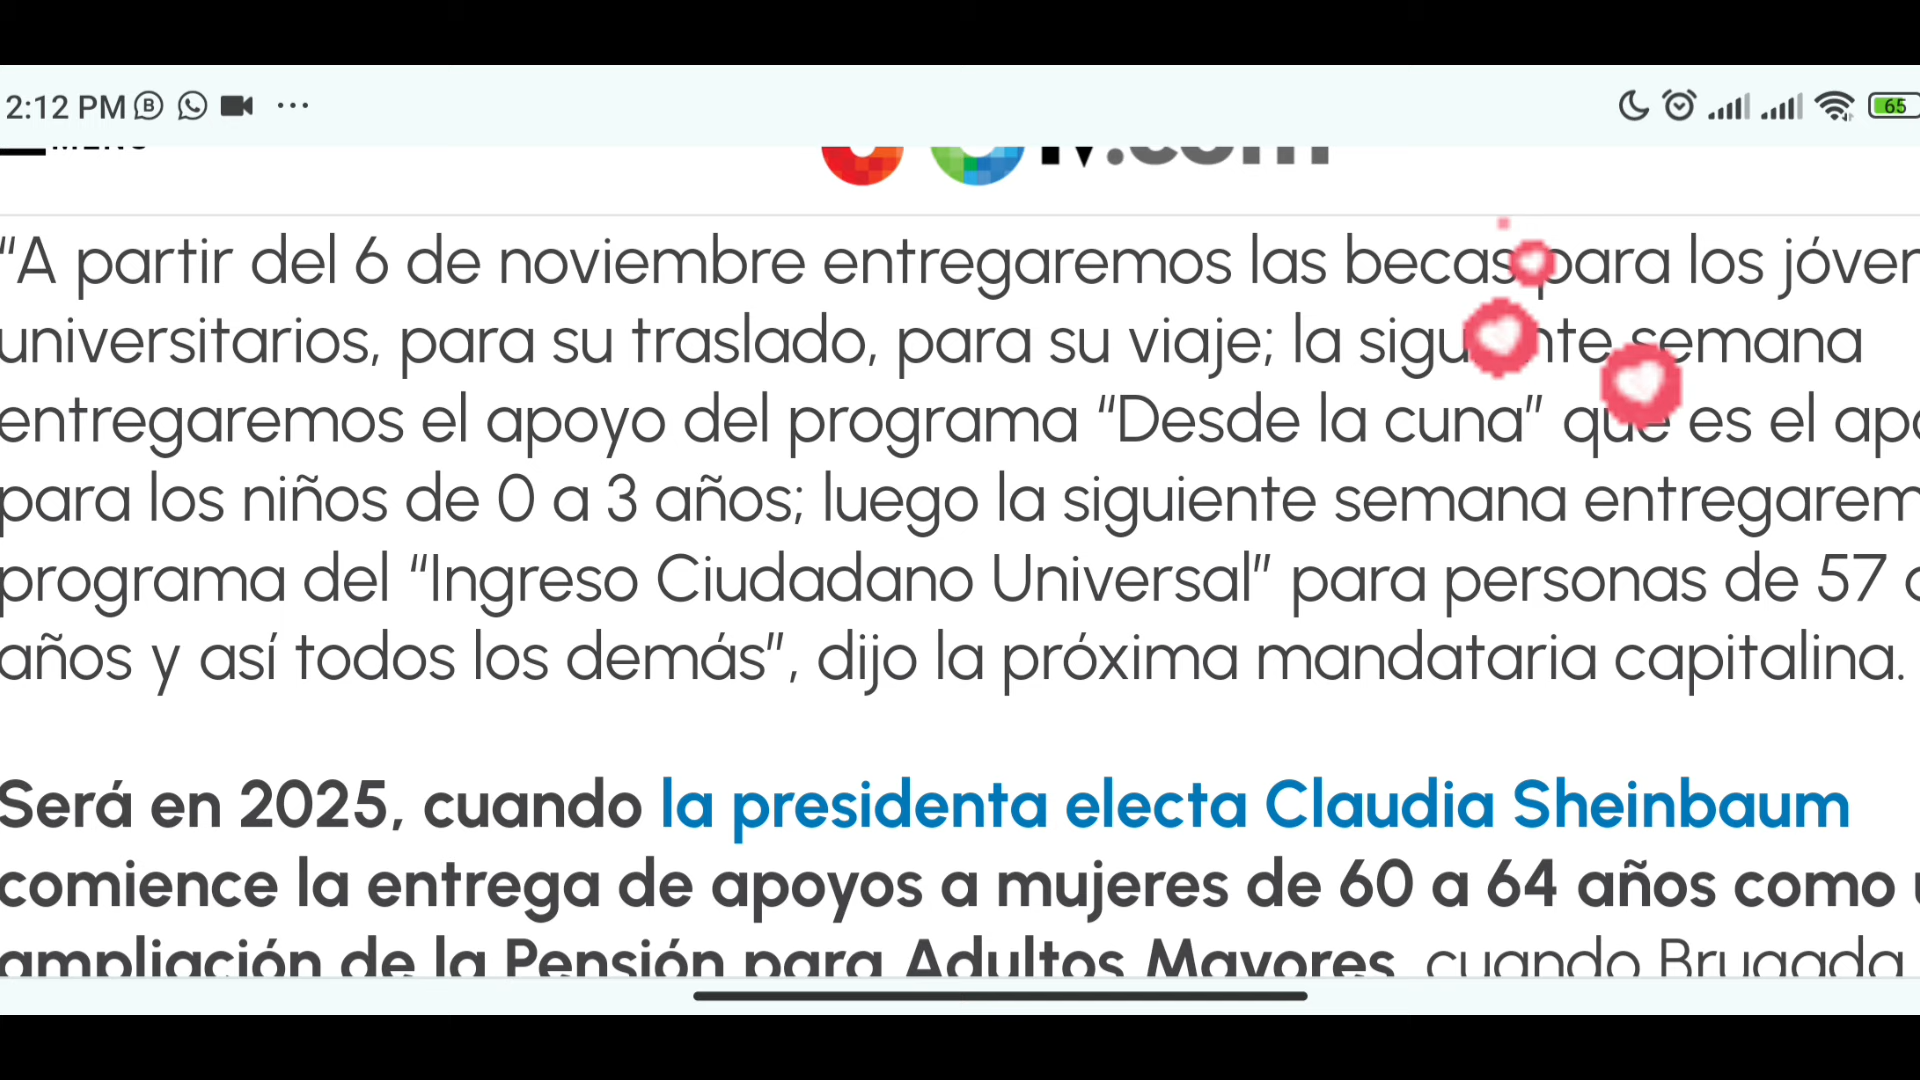 2:12 PM
65
MENÚ
tv.com
“A partir del 6 de noviembre entregaremos las becas para los
universitarios, para su traslado, para su viaje; la siguiente semana
entregaremos el apoyo del programa “Desde la cuna” que es el
para los niños de 0 a 3 años; luego la siguiente semana
programa del “Ingreso Ciudadano Universal” para personas de 57
años y así todos los demás”, dijo la próxima mandataria capitalina.
Será en 2025, cuando la presidenta electa Claudia Sheinbaum
comience la entrega de apoyos a mujeres de 60 a 64 años como
ampliación de la Pensión para Adultos Mayores, cuando Brugada